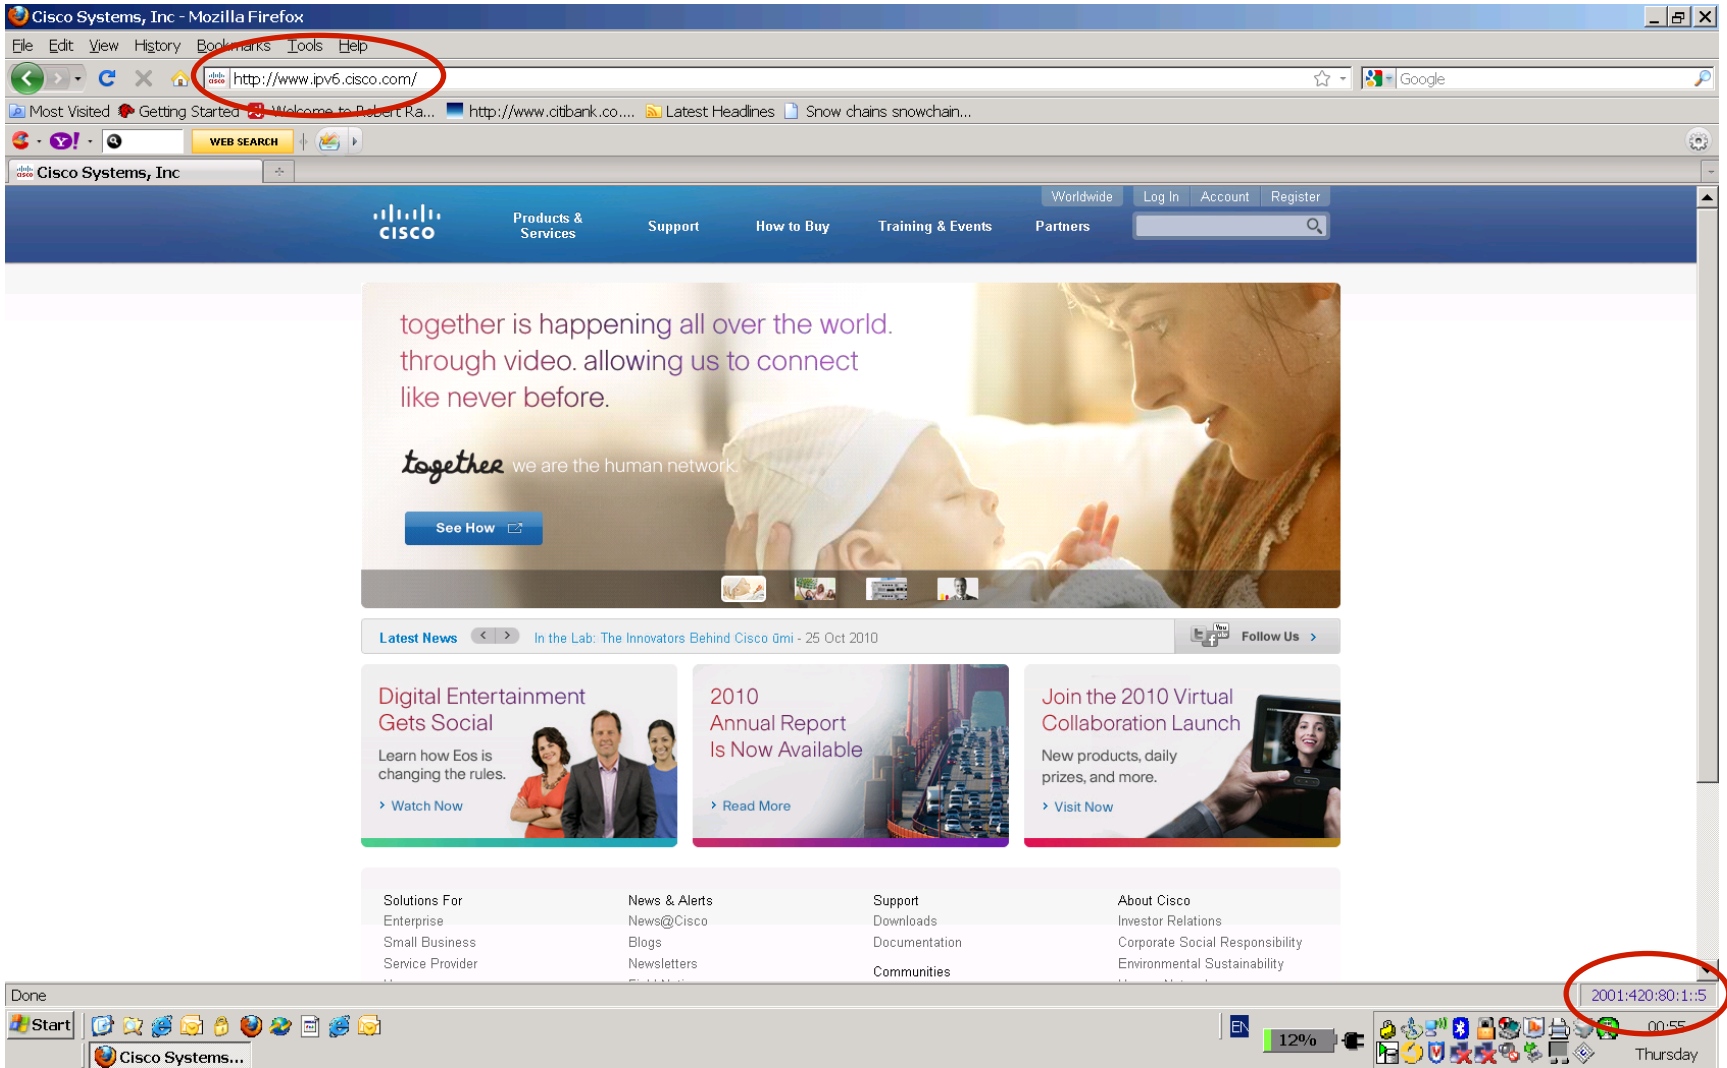 Cisco Systems, Inc - Mozilla Firefox
File Edit View History Bookmarks Tools Help
http://www.ipv6.cisco.com/
Google
Most Visited Getting Started Welcome to Robert Ra... http://www.citibank.co.... Latest Headlines Snow chains snowchain...
Y! WEB SEARCH
Cisco Systems, Inc
Worldwide Log In Account Register
CISCO
Products & Services
Support
How to Buy
Training & Events
Partners
together is happening all over the world.
through video. allowing us to connect
like never before.
together we are the human network.
See How
Latest News
In the Lab: The Innovators Behind Cisco ūmi - 25 Oct 2010
Follow Us
Digital Entertainment
Gets Social
Learn how Eos is
changing the rules.
Watch Now
2010
Annual Report
Is Now Available
Read More
Join the 2010 Virtual
Collaboration Launch
New products, daily
prizes, and more.
Visit Now
Solutions For
Enterprise
Small Business
Service Provider
News & Alerts
News@Cisco
Blogs
Newsletters
Support
Downloads
Documentation
Communities
About Cisco
Investor Relations
Corporate Social Responsibility
Environmental Sustainability
Done
2001:420:80:1::5
Start
EN
12%
00:55
Cisco Systems...
Thursday